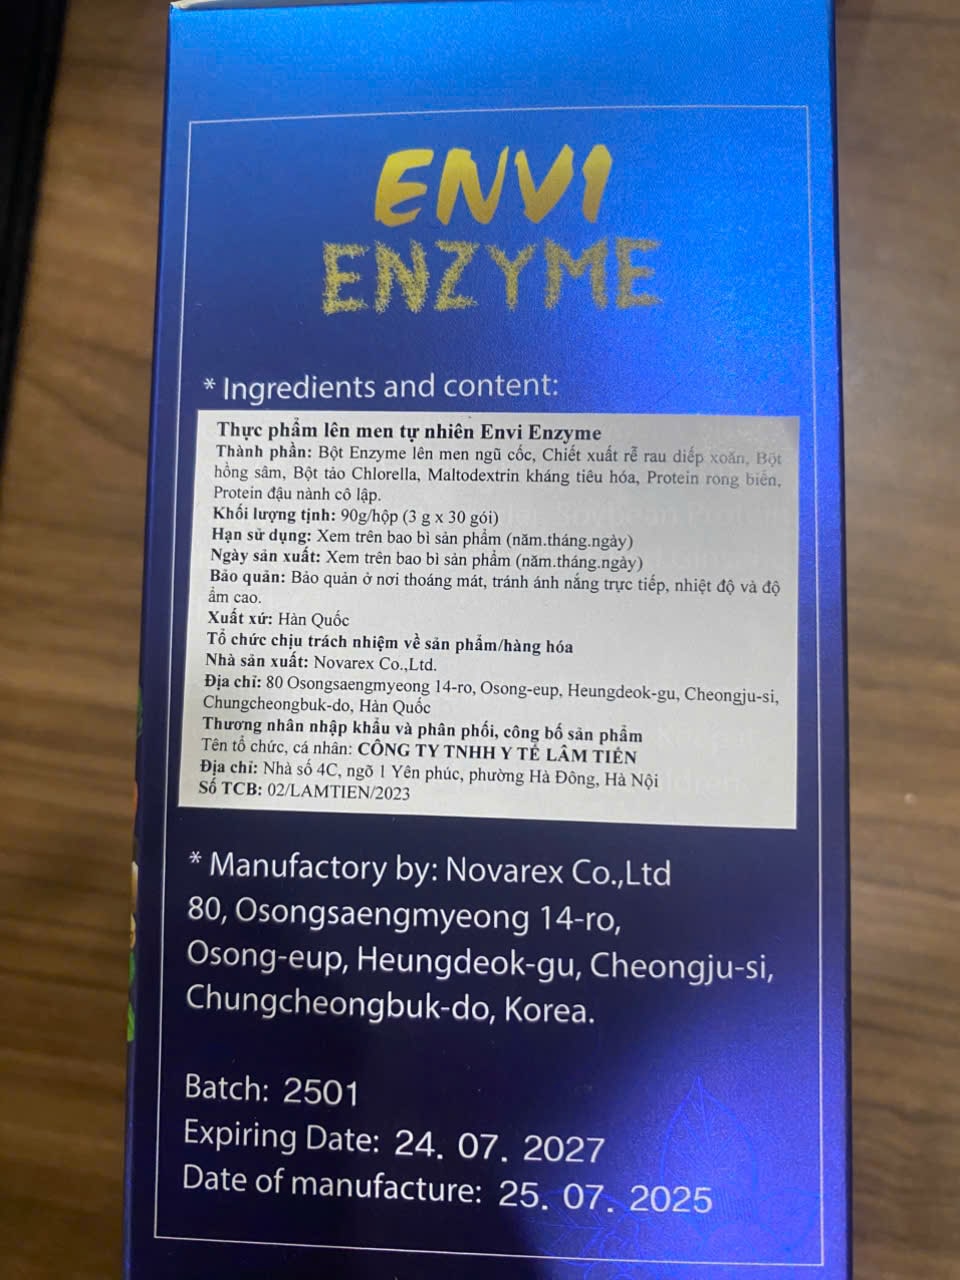 ENVI
ENZYME
* Ingredients and content:
Thực phẩm lên men tự nhiên Envi Enzyme
Thành phần: Bột Enzyme lên men ngũ cốc, Chiết xuất rễ rau diếp xoăn, Bột
hồng sâm, Bột tảo Chlorella, Maltodextrin kháng tiêu hóa, Protein rong biển,
Protein đậu nành cô lập.
Khối lượng tịnh: 90g/hộp (3 g x 30 gói)
Hạn sử dụng: Xem trên bao bì sản phẩm (năm.tháng.ngày)
Ngày sản xuất: Xem trên bao bì sản phẩm (năm.tháng.ngày)
Bảo quản: Bảo quản ở nơi thoáng mát, tránh ánh nắng trực tiếp, nhiệt độ và độ
ẩm cao.
Xuất xứ: Hàn Quốc
Tổ chức chịu trách nhiệm về sản phẩm/hàng hóa
Nhà sản xuất: Novarex Co.,Ltd.
Địa chỉ: 80 Osongsaengmyeong 14-ro, Osong-eup, Heungdeok-gu, Cheongju-si,
Chungcheongbuk-do, Hàn Quốc
Thương nhân nhập khẩu và phân phối, công bố sản phẩm
Tên tổ chức, cá nhân: CÔNG TY TNHH Y TẾ LÂM TIẾN
Địa chỉ: Nhà số 4C, ngõ 1 Yên phúc, phường Hà Đông, Hà Nội
Số TCB: 02/LAMTIEN/2023
* Manufactory by: Novarex Co.,Ltd
80, Osongsaengmyeong 14-ro,
Osong-eup, Heungdeok-gu, Cheongju-si,
Chungcheongbuk-do, Korea.
Batch: 2501
Expiring Date: 24. 07. 2027
Date of manufacture: 25. 07. 2025